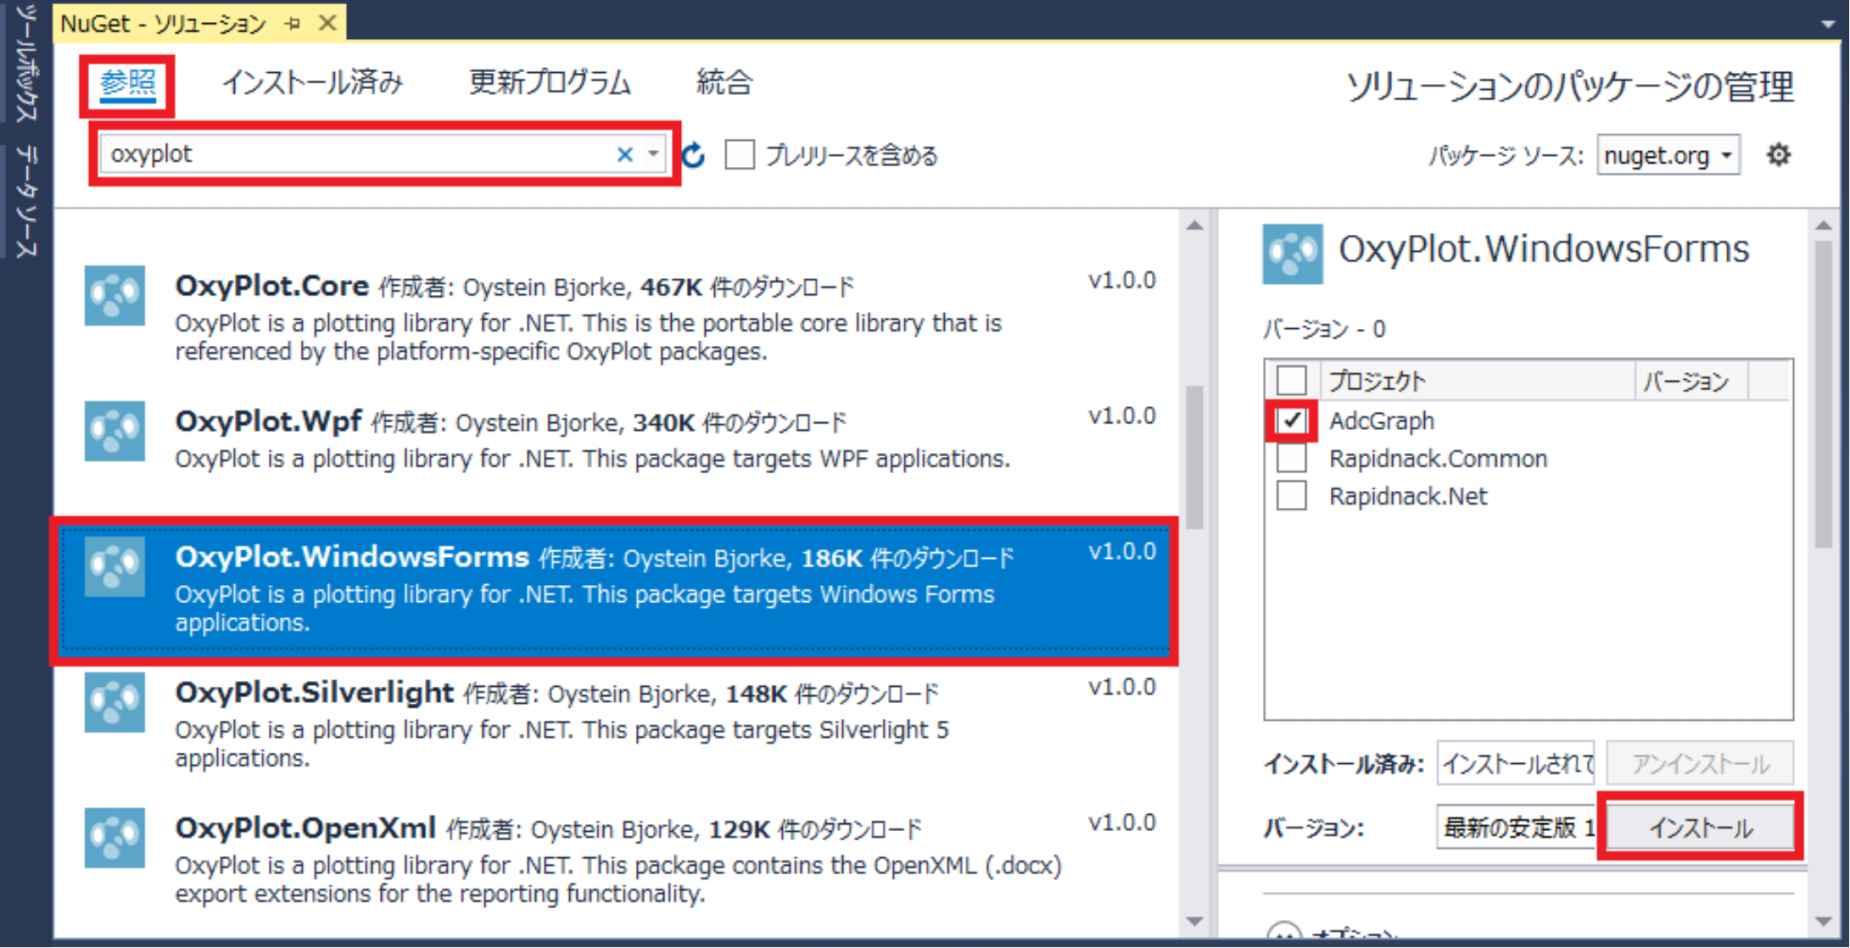 ツールボックス
データ ソース
NuGet - ソリューション
参照
インストール済み
更新プログラム
統合
ソリューションのパッケージの管理
oxyplot
プレリリースを含める
パッケージ ソース: nuget.org
OxyPlot.Core 作成者: Oystein Bjorke, 467K 件のダウンロード v1.0.0
OxyPlot is a plotting library for .NET. This is the portable core library that is
referenced by the platform-specific OxyPlot packages.
OxyPlot.Wpf 作成者: Oystein Bjorke, 340K 件のダウンロード v1.0.0
OxyPlot is a plotting library for .NET. This package targets WPF applications.
OxyPlot.WindowsForms 作成者: Oystein Bjorke, 186K 件のダウンロード v1.0.0
OxyPlot is a plotting library for .NET. This package targets Windows Forms
applications.
OxyPlot.Silverlight 作成者: Oystein Bjorke, 148K 件のダウンロード v1.0.0
OxyPlot is a plotting library for .NET. This package targets Silverlight 5
applications.
OxyPlot.OpenXml 作成者: Oystein Bjorke, 129K 件のダウンロード v1.0.0
OxyPlot is a plotting library for .NET. This package contains the OpenXML (.docx)
export extensions for the reporting functionality.
OxyPlot.WindowsForms
バージョン - 0
プロジェクト バージョン
AdcGraph
Rapidnack.Common
Rapidnack.Net
インストール済み: インストールされて アンインストール
バージョン: 最新の安定版 1 インストール
オプション